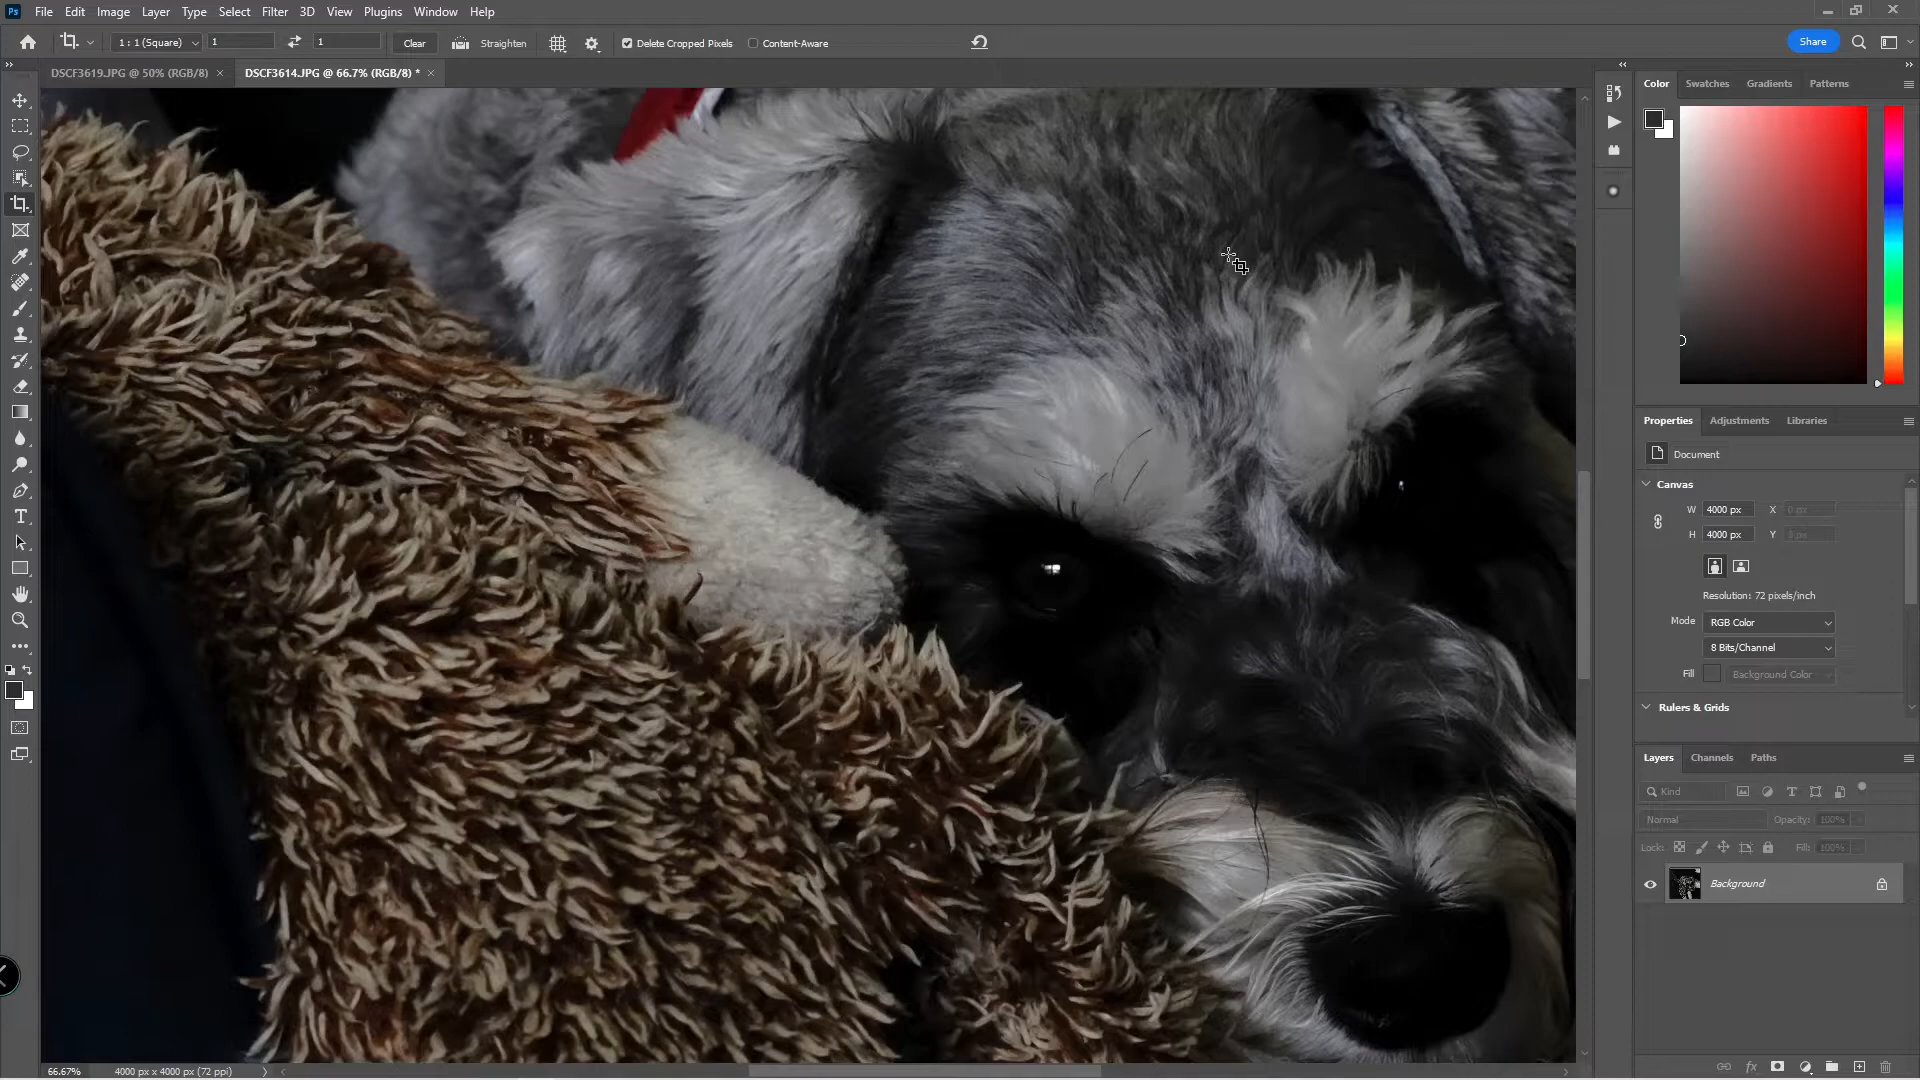 Ps File Edit Image Layer Type Select Filter 3D View Plugins Window Help
1 : 1 (Square) 1 1 Clear Straighten Delete Cropped Pixels Content-Aware Share
DSCF3619.JPG @ 50% (RGB/8) × DSCF3614.JPG @ 66.7% (RGB/8) * ×
Color Swatches Gradients Patterns
Properties Adjustments Libraries
Document
Canvas
W 4000 px X 0 px
H 4000 px Y 0 px
Resolution: 72 pixels/inch
Mode RGB Color
8 Bits/Channel
Fill Background Color
Rulers & Grids
Layers Channels Paths
Kind
Normal Opacity: 100%
Lock: Fill: 100%
Background
66.67% 4000 px x 4000 px (72 ppi)